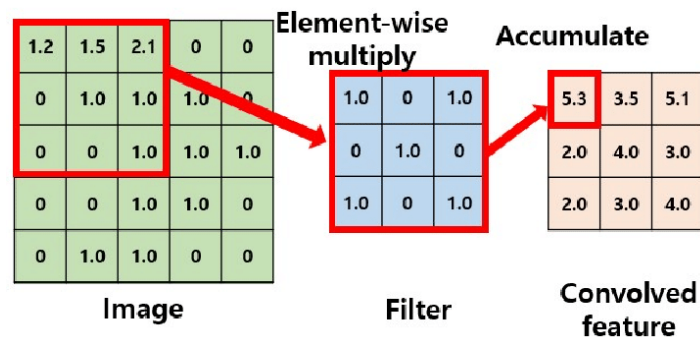 Element-wise
multiply
Accumulate
1.2 1.5 2.1 0 0
0 1.0 1.0 1.0 0
0 0 1.0 1.0 1.0
0 0 1.0 1.0 0
0 1.0 1.0 0 0
Image
1.0 0 1.0
0 1.0 0
1.0 0 1.0
Filter
5.3 3.5 5.1
2.0 4.0 3.0
2.0 3.0 4.0
Convolved
feature